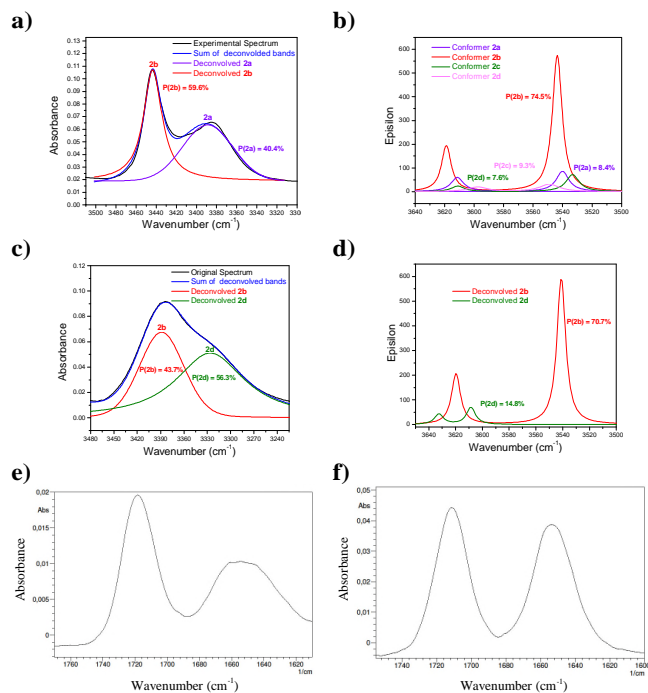 a)
Experimental Spectrum
Sum of deconvolded bands
Deconvolved 2a
Deconvolved 2b
2b
P(2b)= 59.6%
2a
P(2a)= 40.4%
0.13
0.12
0.11
0.10
0.09
0.08
0.07
0.06
0.05
0.04
0.03
0.02
0.01
0.00
Absorbance
3500 3480 3460 3440 3420 3400 3380 3360 3340 3320 330
Wavenumber (cm-1)
b)
Conformer 2a
Conformer 2b
Conformer 2c
Conformer 2d
P(2b)= 74.5%
P(2c)= 9.3%
P(2d)= 7.6%
P(2a)= 8.4%
600
500
400
300
200
100
0
Episilon
3640 3620 3600 3580 3560 3540 3520 3500
Wavenumber (cm-1)
c)
Original Spectrum
Sum of deconvolved bands
Deconvolved 2b
Deconvolved 2d
2b
2d
P(2b)= 43.7%
P(2d)= 56.3%
0.12
0.10
0.08
0.06
0.04
0.02
0.00
Absorbance
3480 3450 3420 3390 3360 3330 3300 3270 3240
Wavenumber (cm-1)
d)
Deconvolved 2b
Deconvolved 2d
P(2b)= 70.7%
P(2d)= 14.8%
600
500
400
300
200
100
0
Episilon
3640 3620 3600 3580 3560 3540 3520 3500
Wavenumber (cm-1)
e)
0,02
Abs
0,015
0,01
0,005
0
Absorbance
1760 1740 1720 1700 1680 1660 1640 1620
1/cm
Wavenumber (cm-1)
f)
0,05
Abs
0,04
0,03
0,02
0,01
0
Absorbance
1740 1720 1700 1680 1660 1640 1620 1600
1/cm
Wavenumber (cm-1)